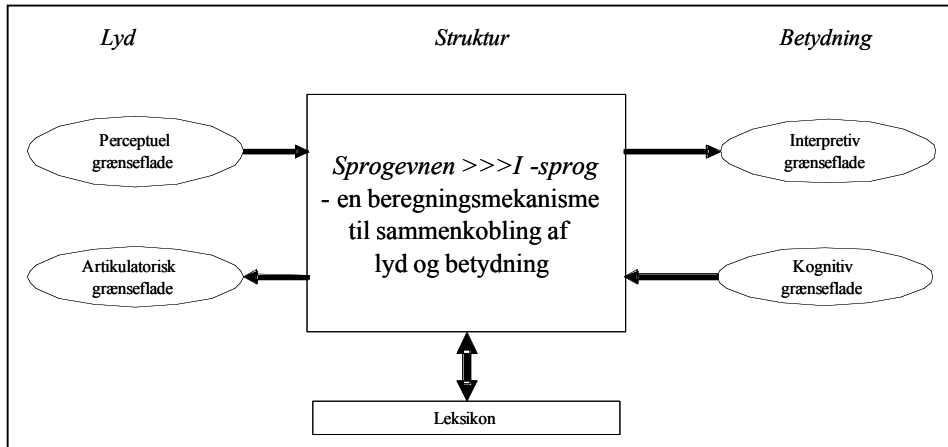 Lyd
Struktur
Betydning
Perceptuel
grænseflade
Sprogevnen >>>I -sprog
- en beregningsmekanisme
til sammenkobling af
lyd og betydning
Interpretiv
grænseflade
Artikulatorisk
grænseflade
Kognitiv
grænseflade
Leksikon